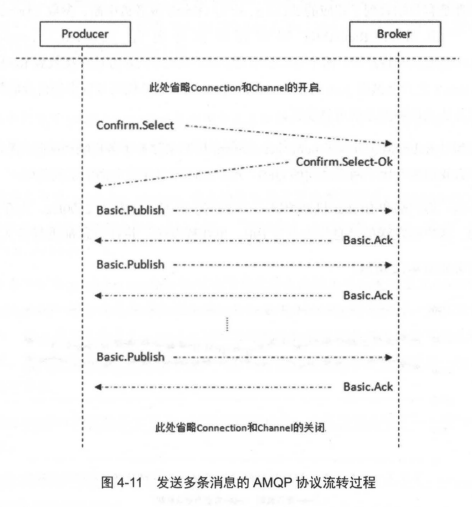 Producer
Broker
此处省略Connection和Channel的开启.
Confirm.Select
Confirm.Select-Ok
Basic.Publish
Basic.Ack
Basic.Publish
Basic.Ack
Basic.Publish
Basic.Ack
此处省略Connection和Channel的关闭.
图 4-11 发送多条消息的 AMQP 协议流转过程